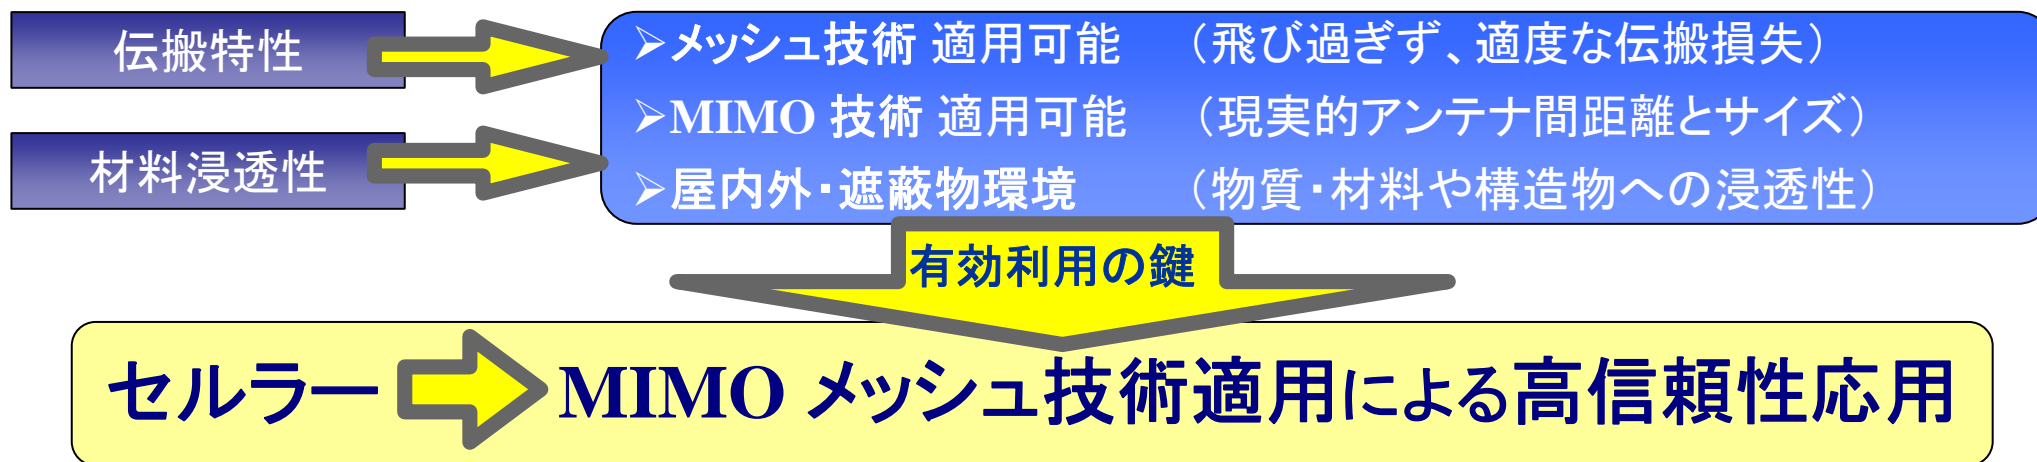 伝搬特性
材料浸透性
➢メッシュ技術 適用可能 （飛び過ぎず、適度な伝搬損失）
➢MIMO 技術 適用可能 （現実的アンテナ間距離とサイズ）
➢屋内外・遮蔽物環境 （物質・材料や構造物への浸透性）
有効利用の鍵
セルラー MIMO メッシュ技術適用による高信頼性応用